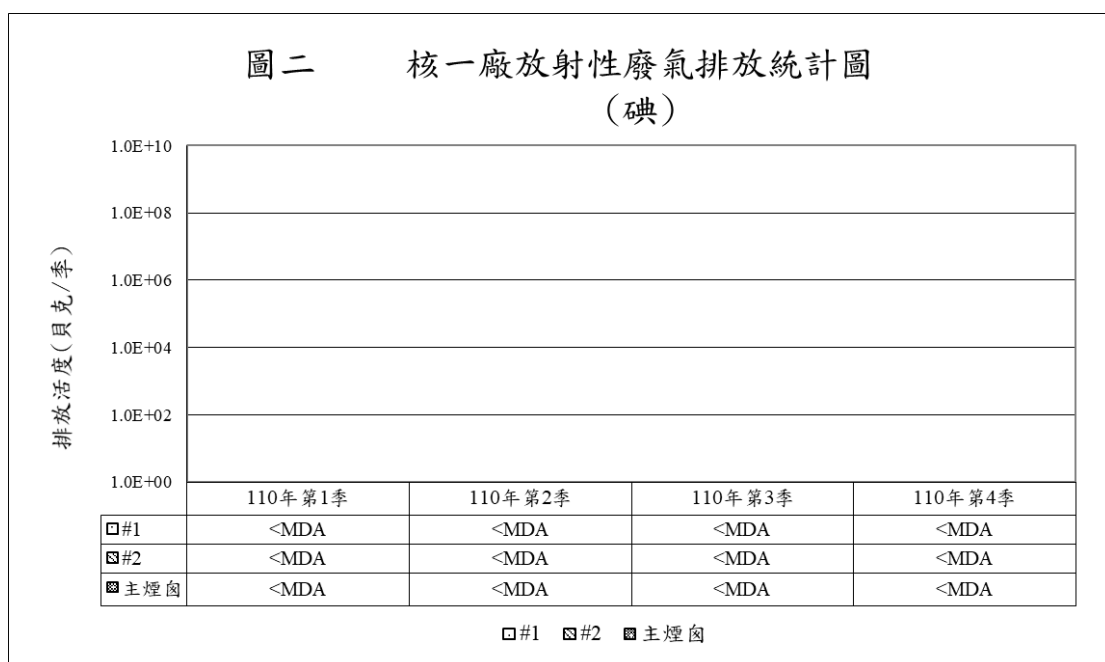 圖二 核一廠放射性廢氣排放統計圖
(碘)
排放活度(貝克/季)
1.0E+10
1.0E+08
1.0E+06
1.0E+04
1.0E+02
1.0E+00
110年第1季 110年第2季 110年第3季 110年第4季
#1 <MDA <MDA <MDA <MDA
#2 <MDA <MDA <MDA <MDA
主煙囪 <MDA <MDA <MDA <MDA
#1 #2 主煙囪